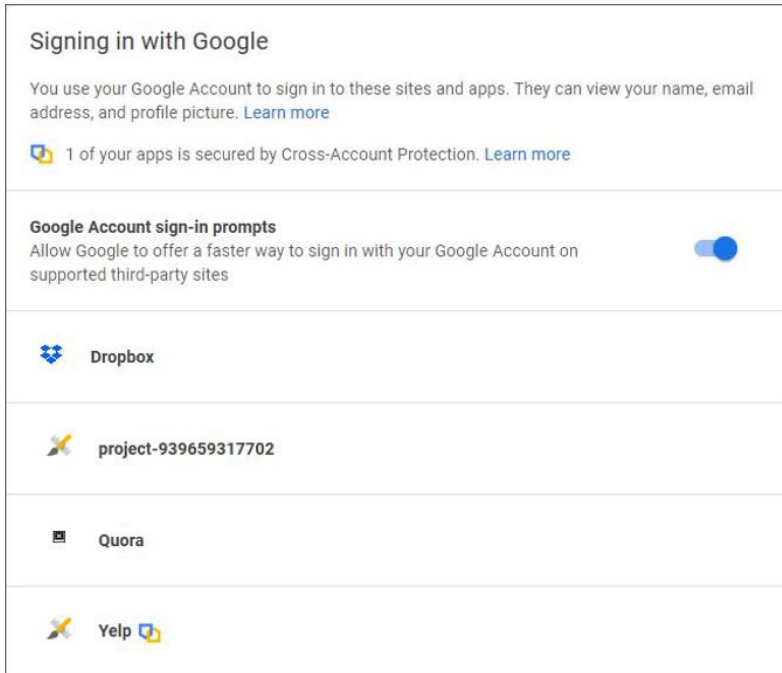 Signing in with Google
You use your Google Account to sign in to these sites and apps. They can view your name, email
address, and profile picture. Learn more
1 of your apps is secured by Cross-Account Protection. Learn more
Google Account sign-in prompts
Allow Google to offer a faster way to sign in with your Google Account on
supported third-party sites
Dropbox
project-939659317702
Quora
Yelp